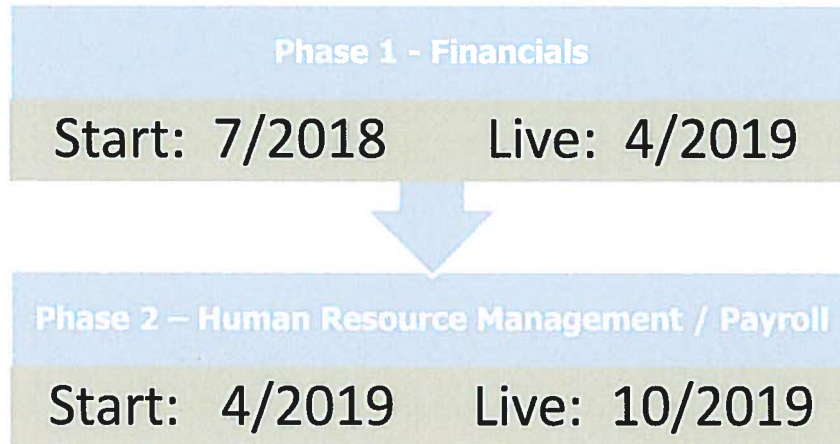 Phase 1 - Financials
Start: 7/2018 Live: 4/2019
Phase 2 – Human Resource Management / Payroll
Start: 4/2019 Live: 10/2019